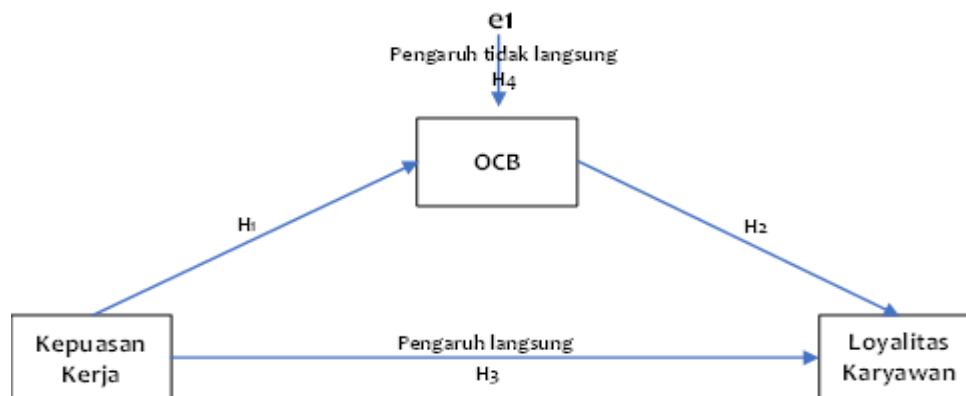 e1
Pengaruh tidak langsung
H4
OCB
H1
H2
Kepuasan
Kerja
Pengaruh langsung
H3
Loyalitas
Karyawan